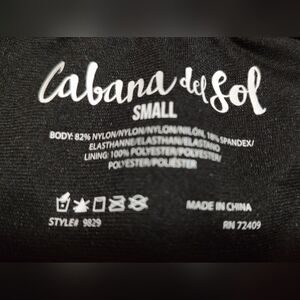 Cabana del Sol
SMALL
BODY: 82% NYLON/NYLON/NYLON/NILÓN, 18% SPANDEX/
ELASTHANNE/ELASTHAN/ELASTANO
LINING: 100% POLYESTER/POLYESTER/
POLYESTER/POLIÉSTER
MADE IN CHINA
STYLE# 9829
RN 72409